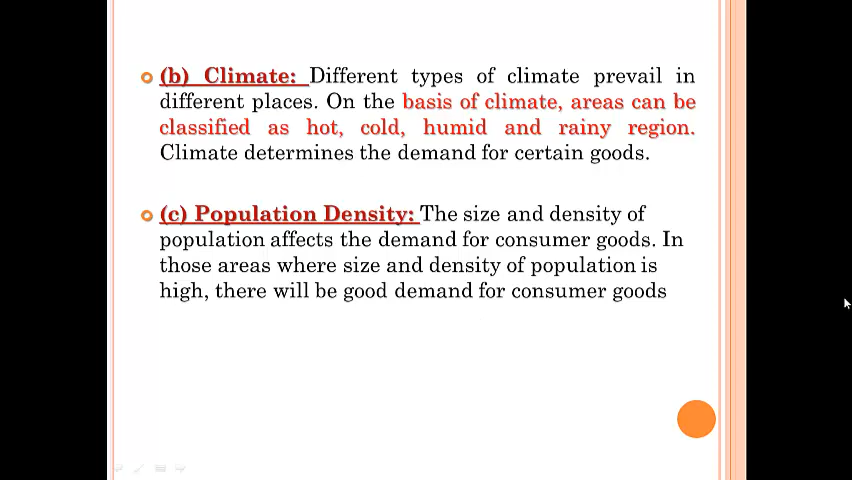 (b) Climate: Different types of climate prevail in
different places. On the basis of climate, areas can be
classified as hot, cold, humid and rainy region.
Climate determines the demand for certain goods.
(c) Population Density: The size and density of
population affects the demand for consumer goods. In
those areas where size and density of population is
high, there will be good demand for consumer goods